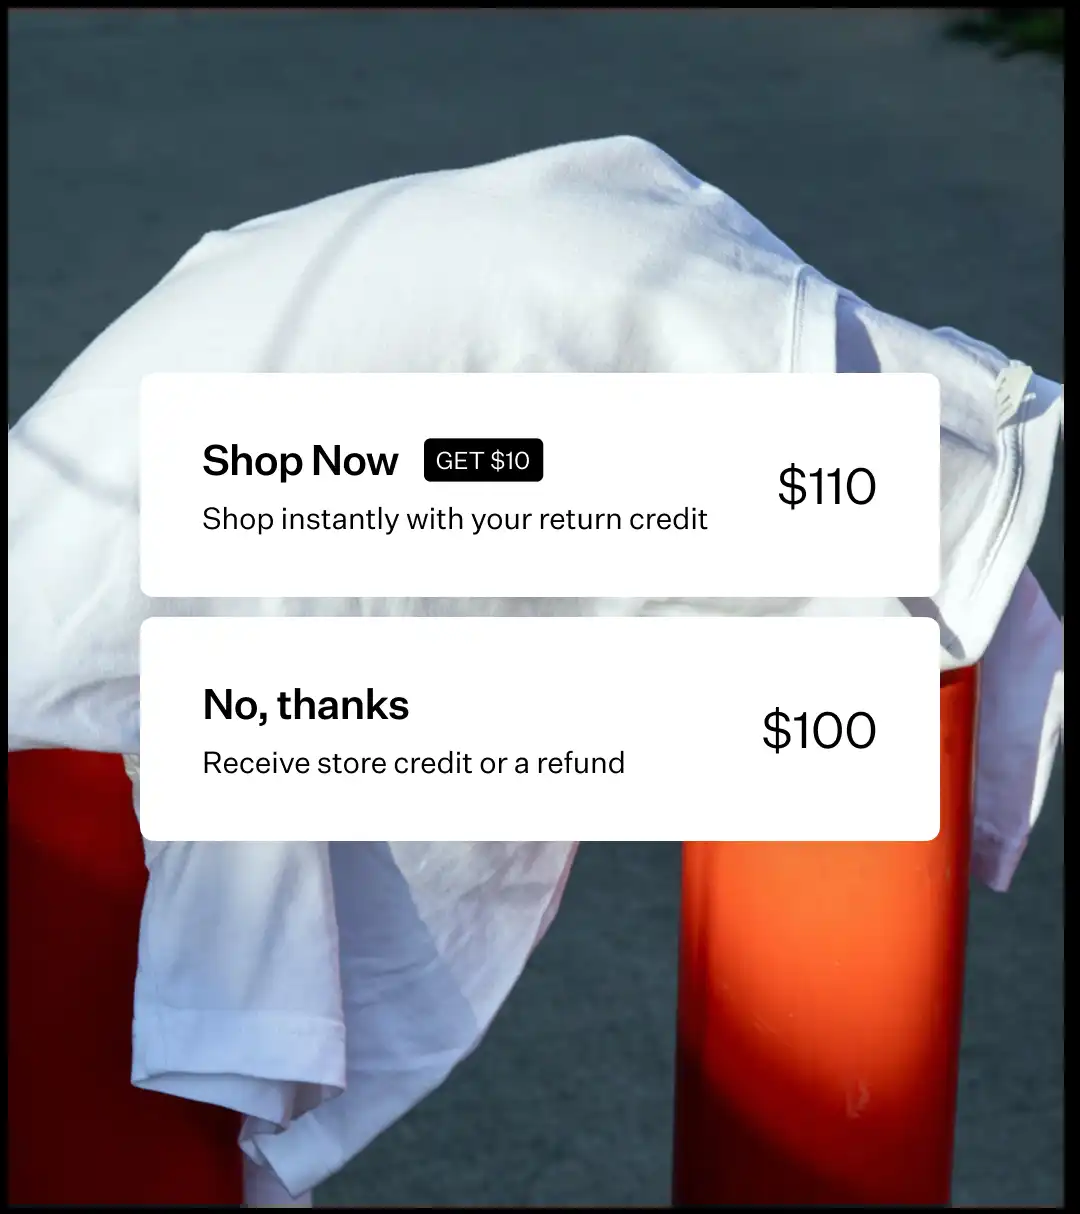 Shop Now GET $10
Shop instantly with your return credit
$110
No, thanks
Receive store credit or a refund
$100